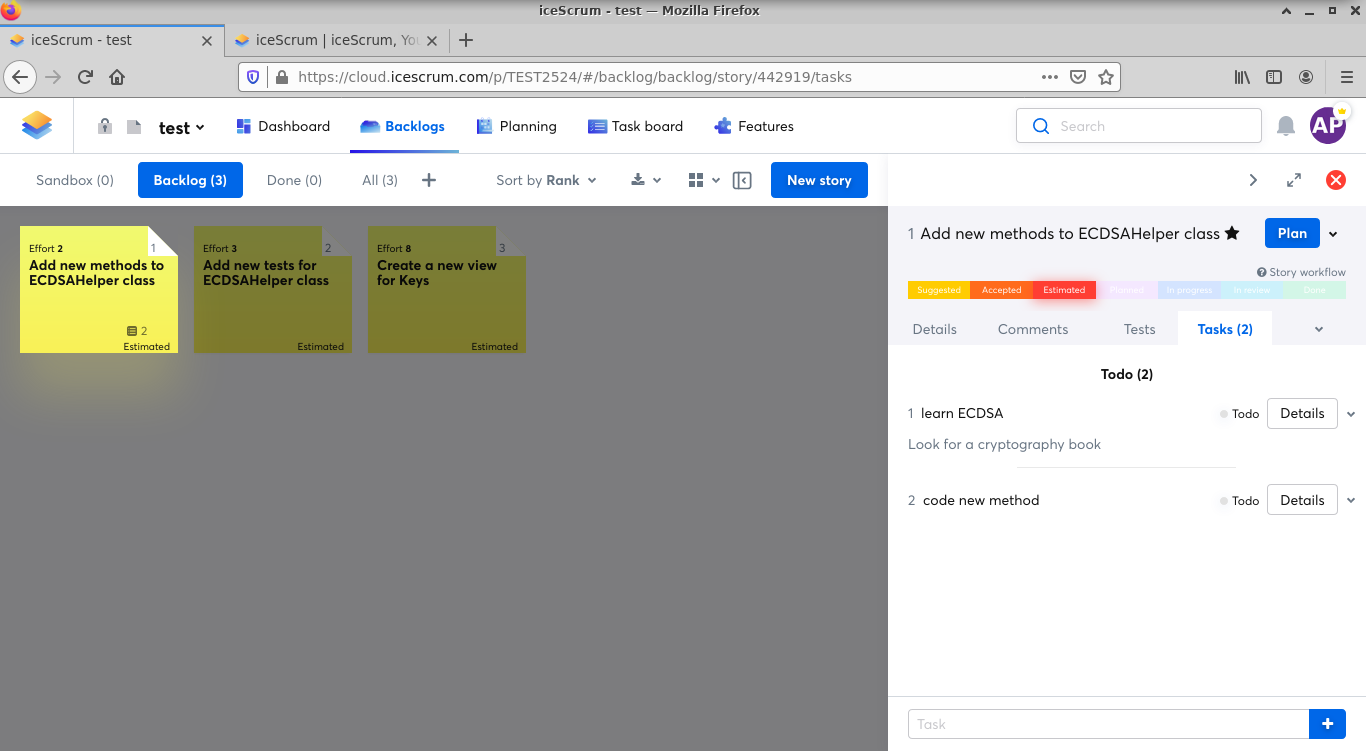 iceScrum - test — Mozilla Firefox
iceScrum - test
iceScrum | iceScrum, You
https://cloud.icescrum.com/p/TEST2524/#/backlog/backlog/story/442919/tasks
test
Dashboard
Backlogs
Planning
Task board
Features
Search
AP
Sandbox (0)
Backlog (3)
Done (0)
All (3)
Sort by Rank
New story
Effort 2
1
Add new methods to
ECDSAHelper class
2
Estimated
Effort 3
2
Add new tests for
ECDSAHelper class
Estimated
Effort 8
3
Create a new view
for Keys
Estimated
1 Add new methods to ECDSAHelper class
Plan
Story workflow
Suggested
Accepted
Estimated
Planned
In progress
In review
Done
Details
Comments
Tests
Tasks (2)
Todo (2)
1 learn ECDSA
Todo
Details
Look for a cryptography book
2 code new method
Todo
Details
Task